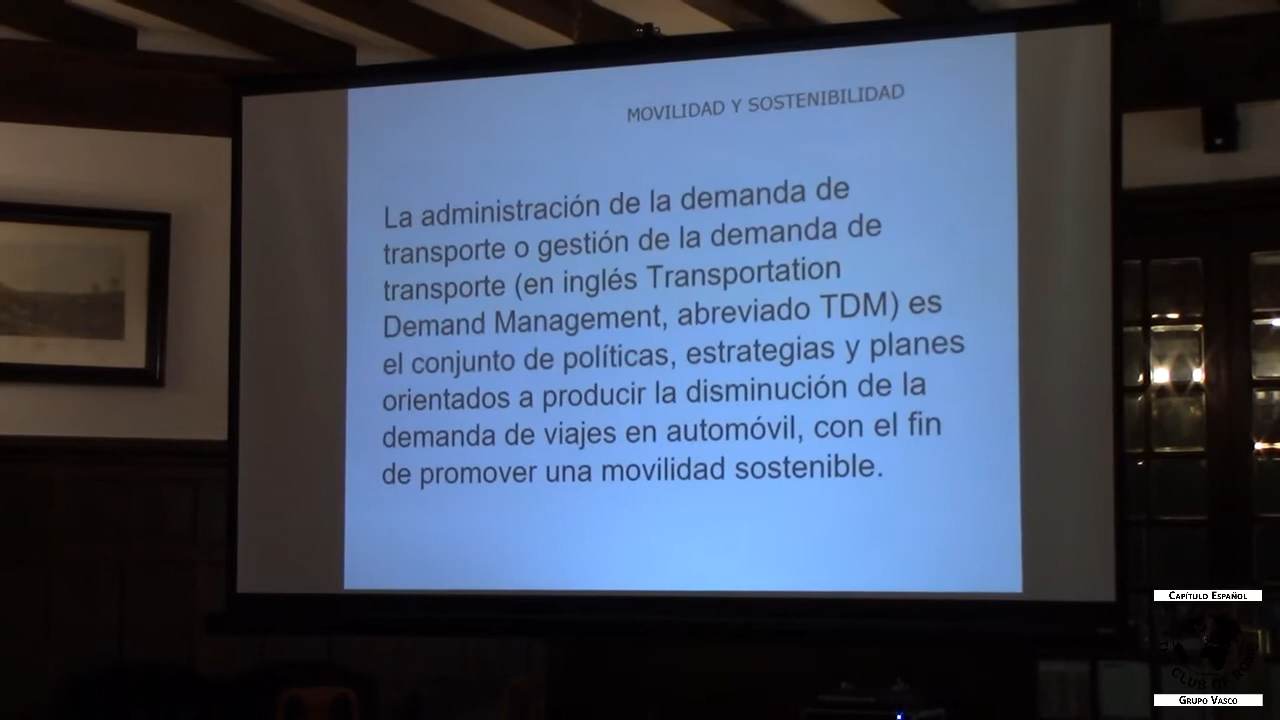 MOVILIDAD Y SOSTENIBILIDAD
La administración de la demanda de
transporte o gestión de la demanda de
transporte (en inglés Transportation
Demand Management, abreviado TDM) es
el conjunto de políticas, estrategias y planes
orientados a producir la disminución de la
demanda de viajes en automóvil, con el fin
de promover una movilidad sostenible.
Capítulo Español
Grupo Vasco